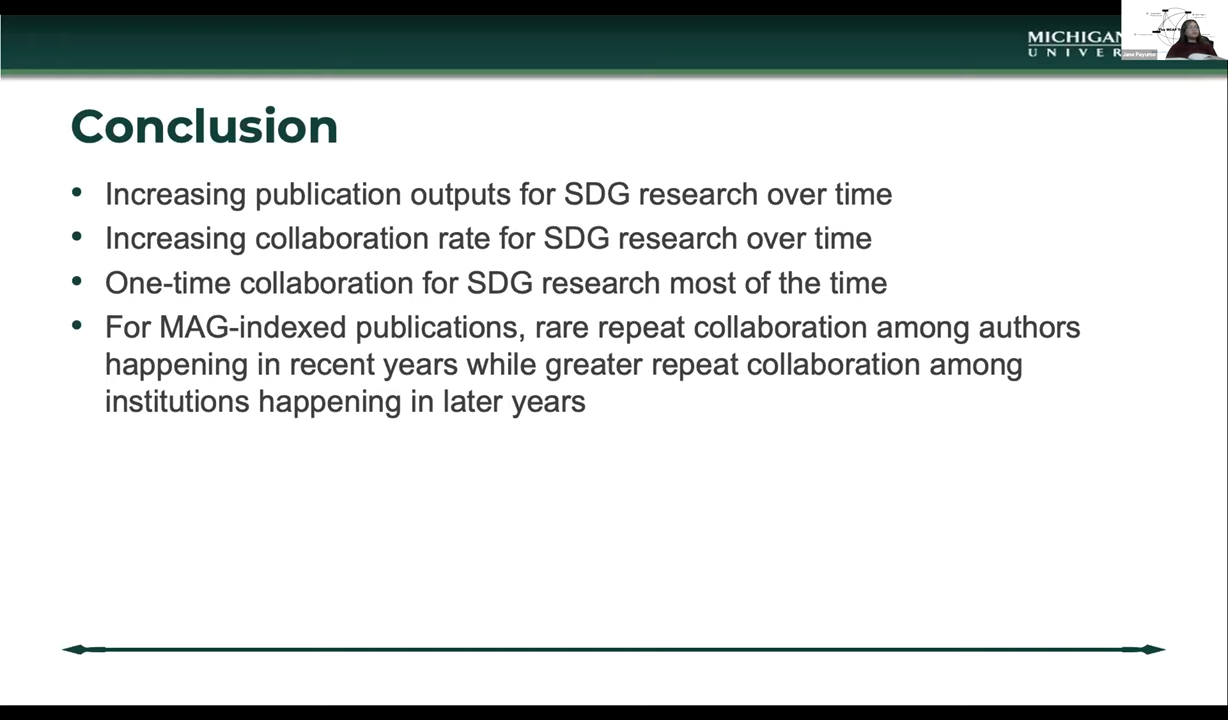 MICHIGAN
UNIVER
Jane Payumo
Conclusion
• Increasing publication outputs for SDG research over time
• Increasing collaboration rate for SDG research over time
• One-time collaboration for SDG research most of the time
• For MAG-indexed publications, rare repeat collaboration among authors
happening in recent years while greater repeat collaboration among
institutions happening in later years